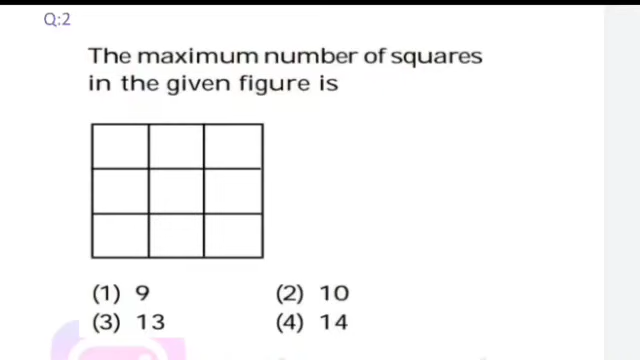 Q:2
The maximum number of squares
in the given figure is
(1) 9 (2) 10
(3) 13 (4) 14